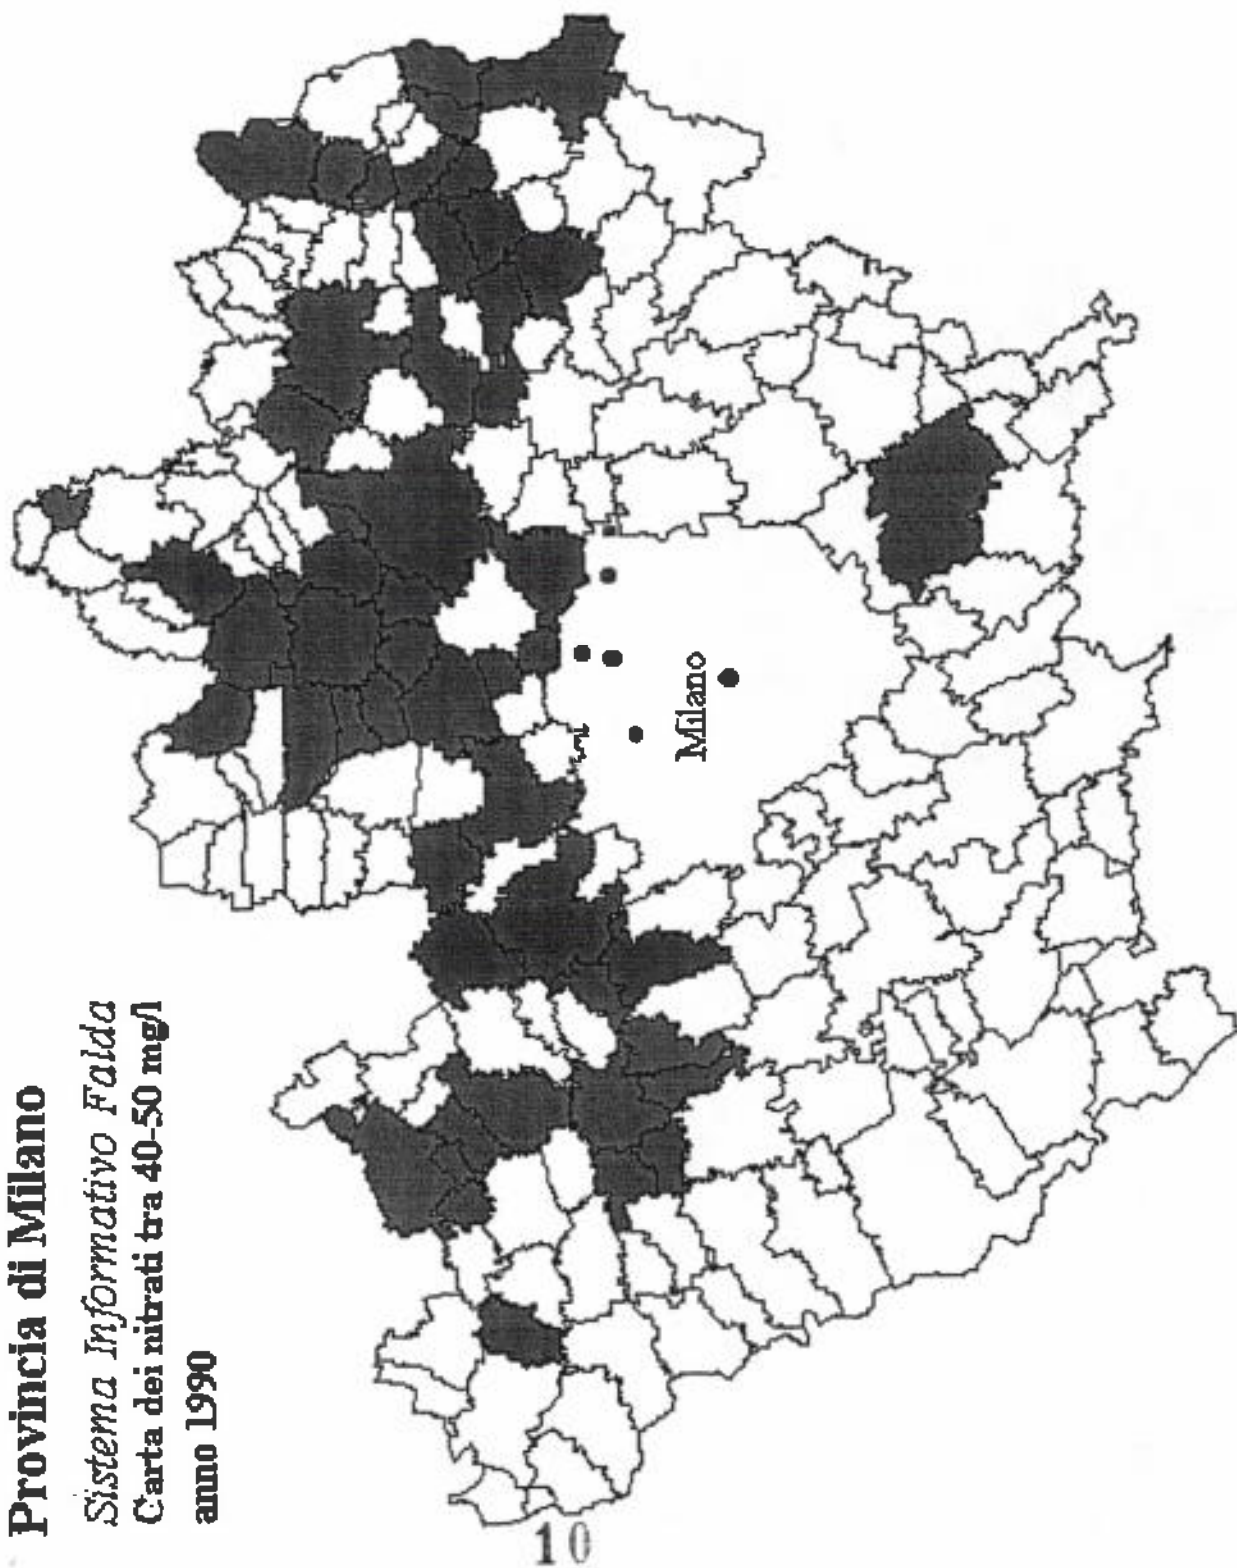 Provincia di Milano
Sistema Informativo Falda
Carta dei nitrati tra 40-50 mg/l
anno 1990
Milano
10